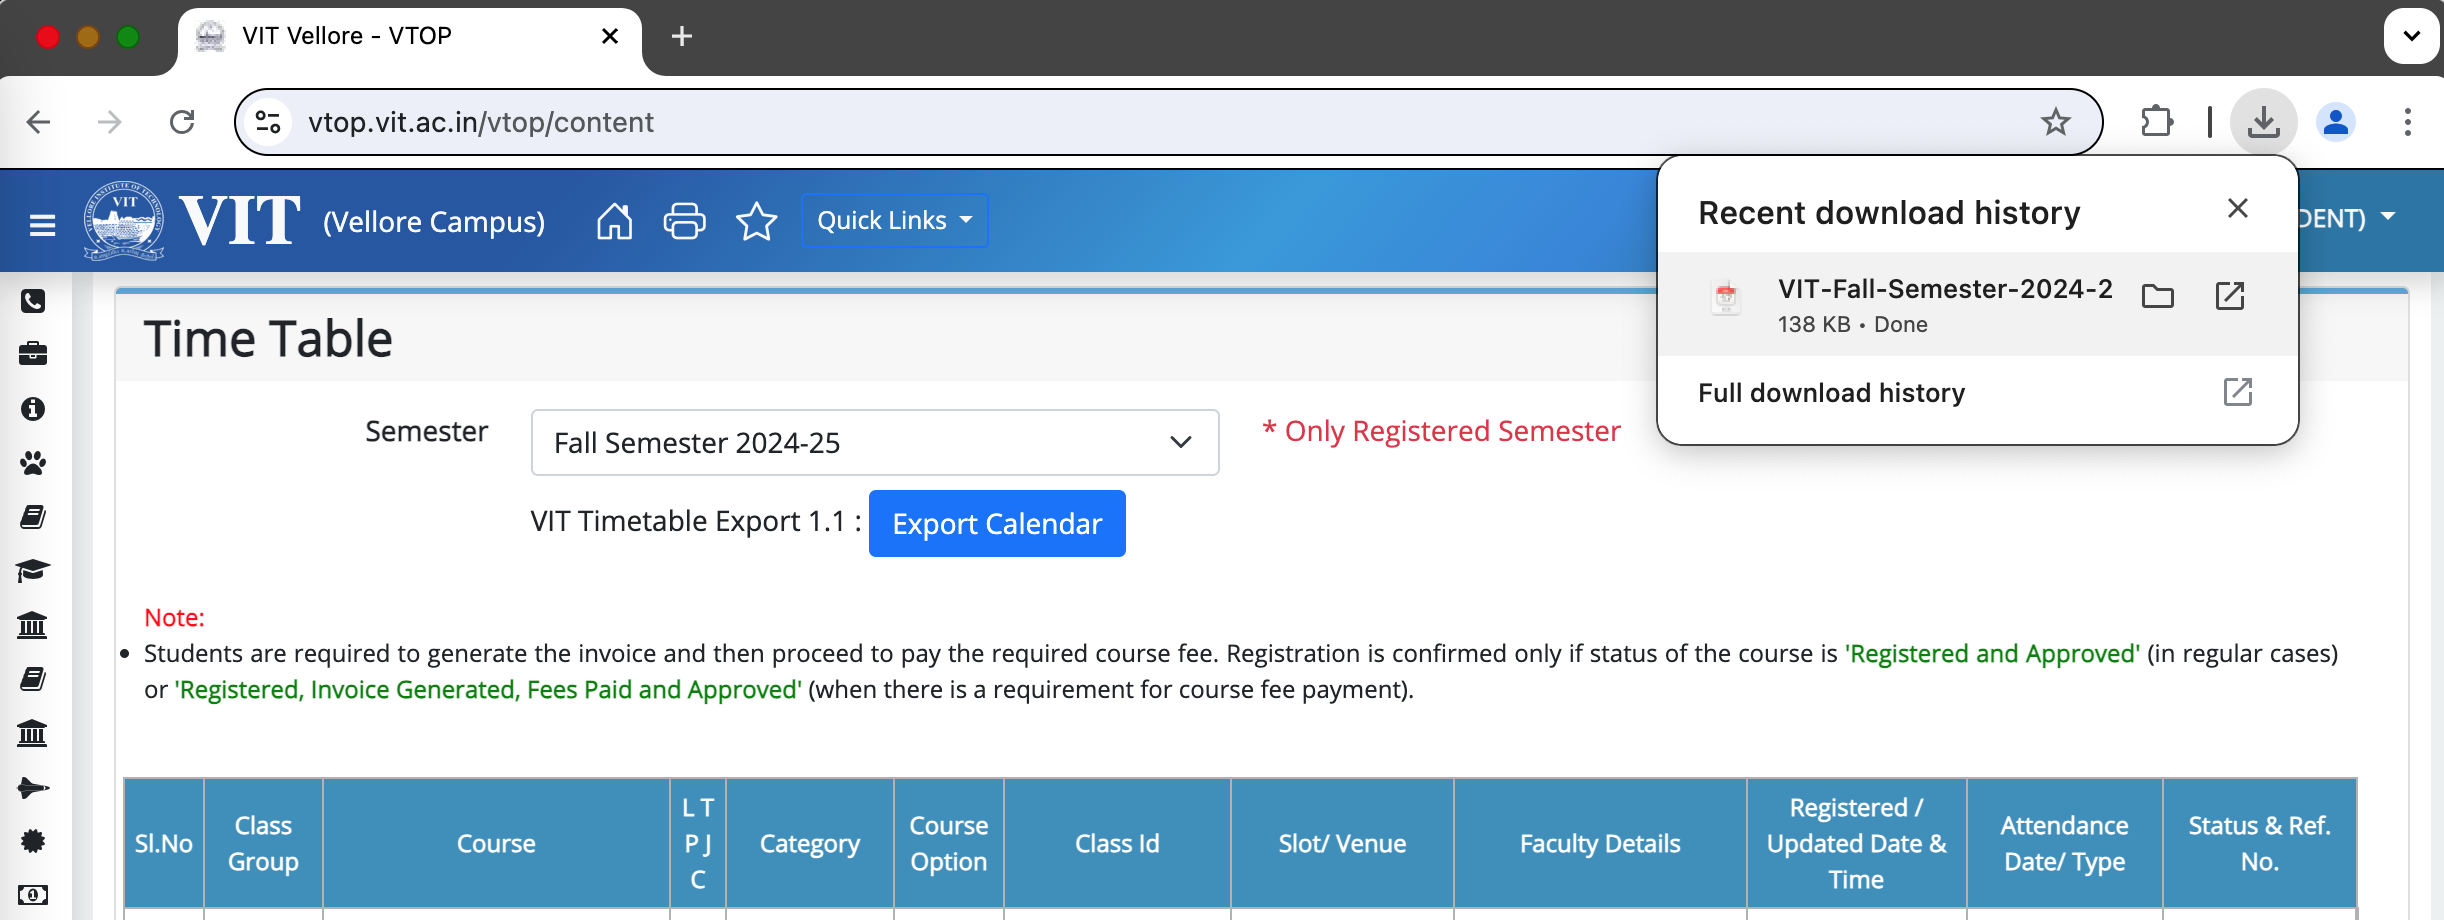 VIT Vellore - VTOP
vtop.vit.ac.in/vtop/content
VIT (Vellore Campus) Quick Links DENT)
Recent download history
VIT-Fall-Semester-2024-2
138 KB • Done
Full download history
Time Table
Semester Fall Semester 2024-25 * Only Registered Semester
VIT Timetable Export 1.1 : Export Calendar
Note:
• Students are required to generate the invoice and then proceed to pay the required course fee. Registration is confirmed only if status of the course is 'Registered and Approved' (in regular cases)
or 'Registered, Invoice Generated, Fees Paid and Approved' (when there is a requirement for course fee payment).
Sl.No
Class
Group
Course
L T
P J
C
Category
Course
Option
Class Id
Slot/ Venue
Faculty Details
Registered /
Updated Date &
Time
Attendance
Date/ Type
Status & Ref.
No.